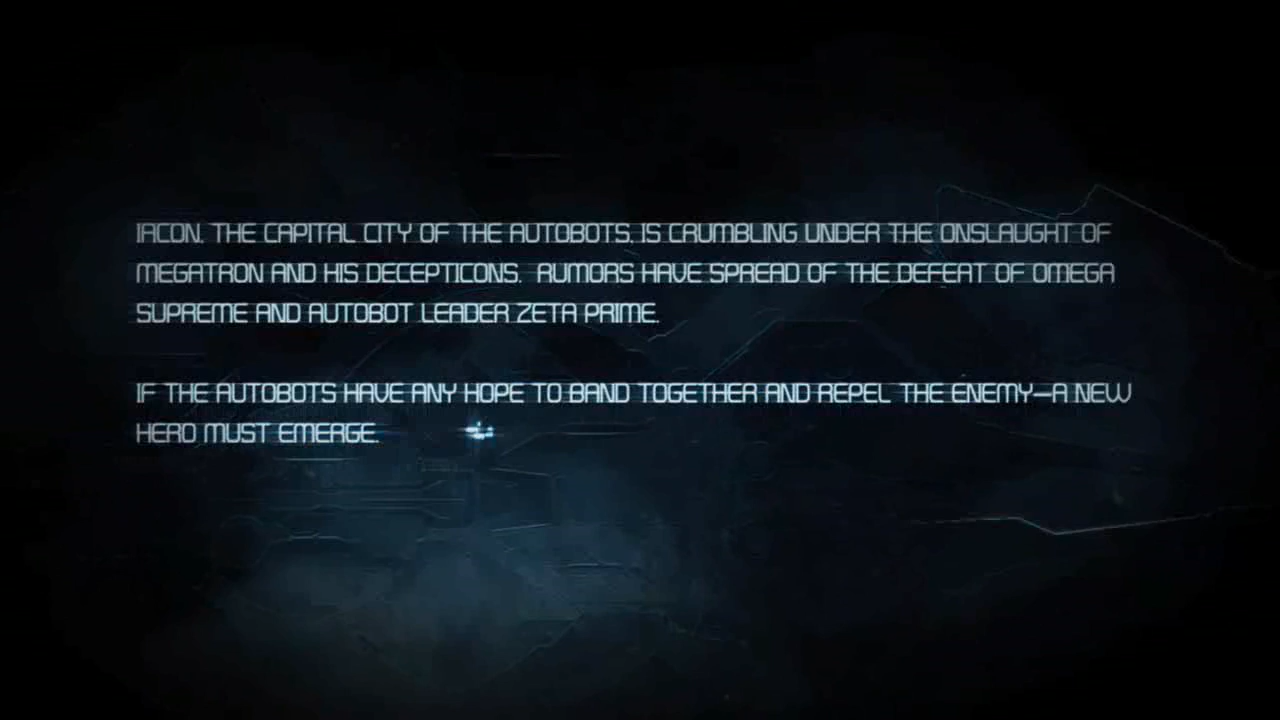 IACON, THE CAPITAL CITY OF THE AUTOBOTS, IS CRUMBLING UNDER THE ONSLAUGHT OF
MEGATRON AND HIS DECEPTICONS. RUMORS HAVE SPREAD OF THE DEFEAT OF OMEGA
SUPREME AND AUTOBOT LEADER ZETA PRIME.
IF THE AUTOBOTS HAVE ANY HOPE TO BAND TOGETHER AND REPEL THE ENEMY—A NEW
HERO MUST EMERGE.